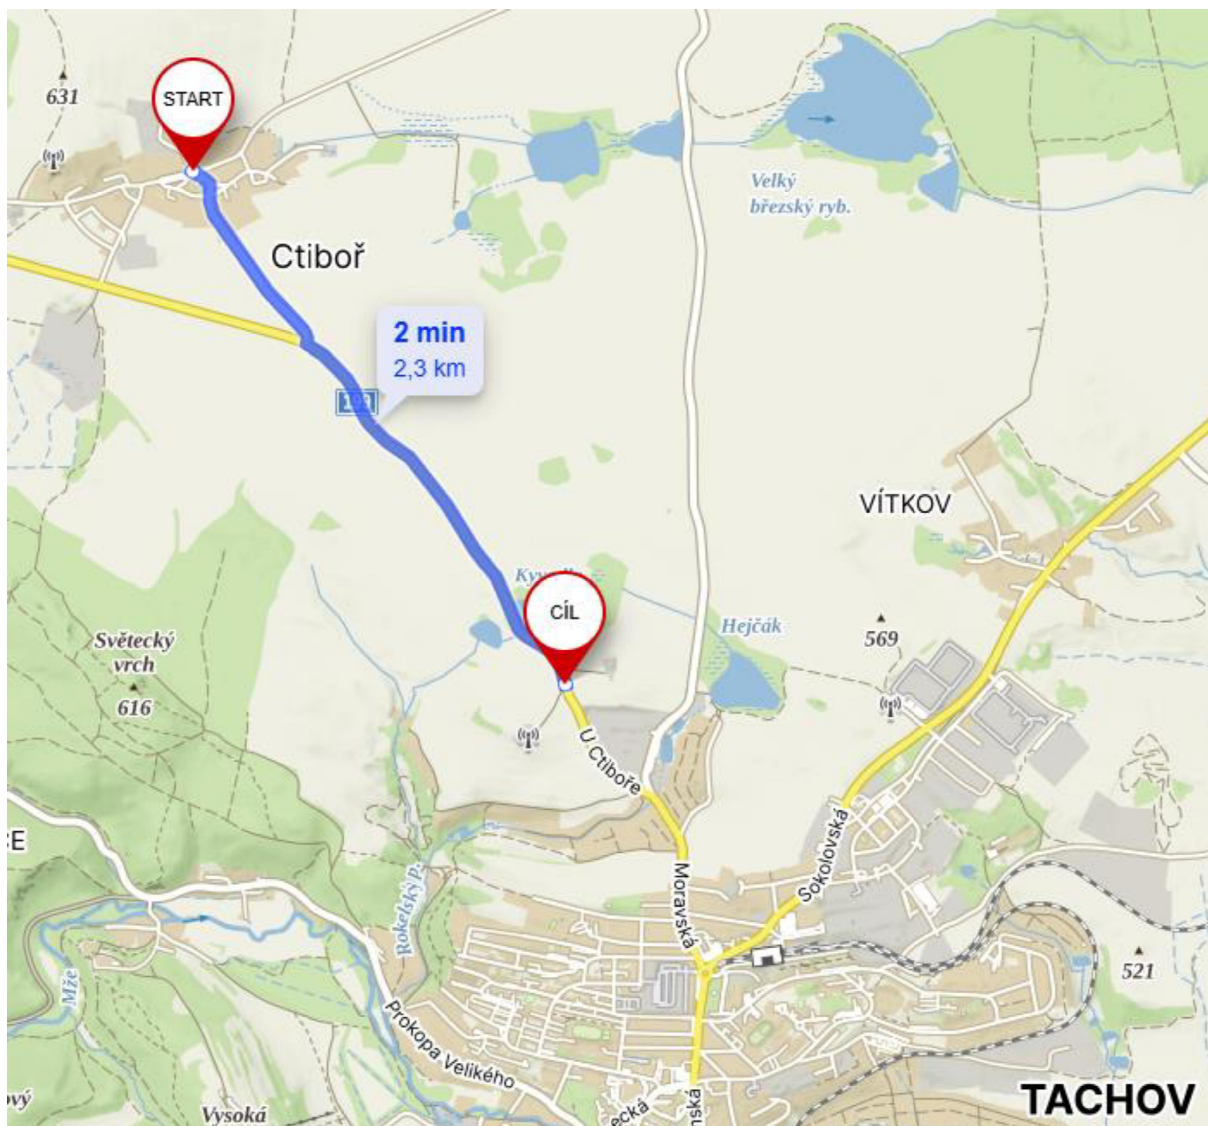 START
631
Velký
březský ryb.
Ctiboř
2 min
2,3 km
199
VÍTKOV
CÍL
Hejčák
569
Světecký
vrch
616
U Ctiboře
Sokolovská
Rokelský p.
Moravská
521
Mže
Prokopa Velikého
TACHOV
Vysoká